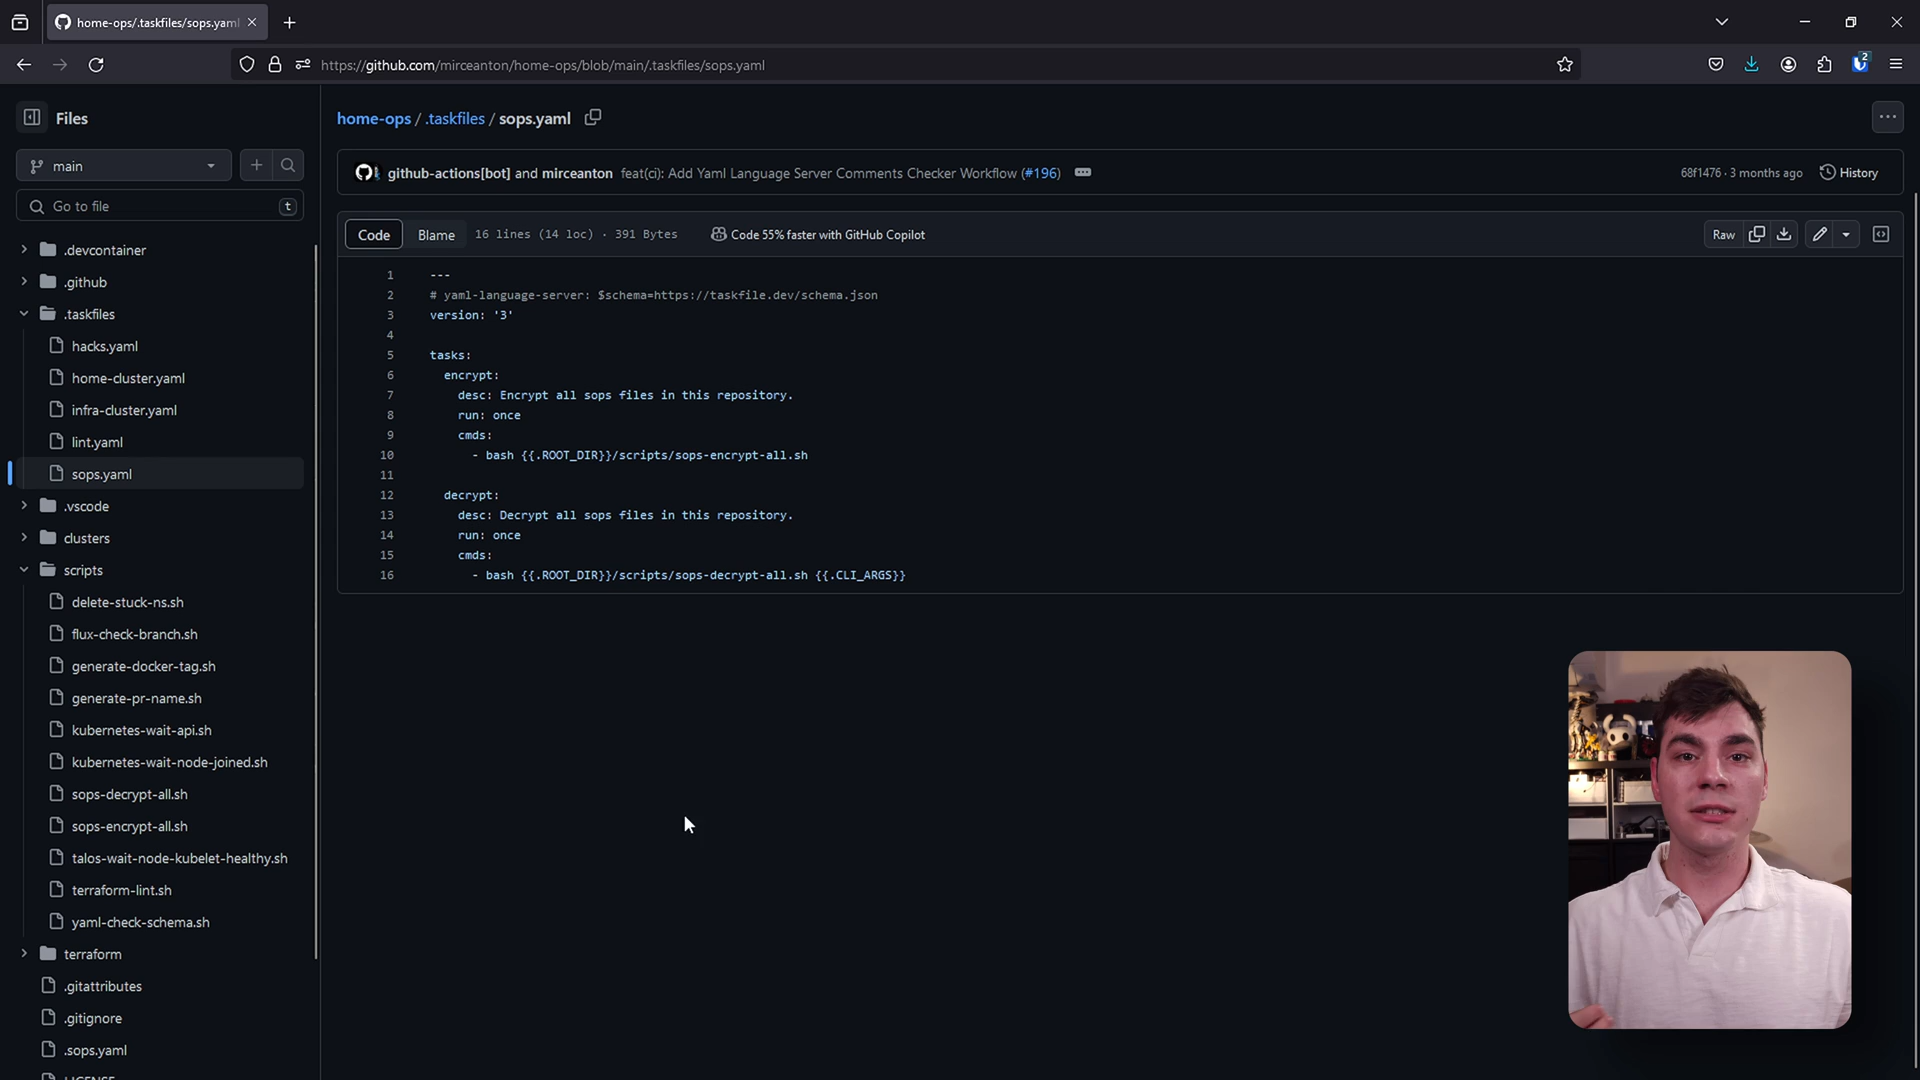 home-ops/.taskfiles/sops.yaml
https://github.com/mirceanton/home-ops/blob/main/.taskfiles/sops.yaml
2
Files
main
Go to file
t
.devcontainer
.github
.taskfiles
hacks.yaml
home-cluster.yaml
infra-cluster.yaml
lint.yaml
sops.yaml
.vscode
clusters
scripts
delete-stuck-ns.sh
flux-check-branch.sh
generate-docker-tag.sh
generate-pr-name.sh
kubernetes-wait-api.sh
kubernetes-wait-node-joined.sh
sops-decrypt-all.sh
sops-encrypt-all.sh
talos-wait-node-kubelet-healthy.sh
terraform-lint.sh
yaml-check-schema.sh
terraform
.gitattributes
.gitignore
.sops.yaml
LICENSE
home-ops / .taskfiles / sops.yaml
github-actions[bot] and mirceanton feat(ci): Add Yaml Language Server Comments Checker Workflow (#196)
68f1476 · 3 months ago
History
Code
Blame
16 lines (14 loc) · 391 Bytes
Code 55% faster with GitHub Copilot
Raw
1 ---
2 # yaml-language-server: $schema=https://taskfile.dev/schema.json
3 version: '3'
4
5 tasks:
6 encrypt:
7 desc: Encrypt all sops files in this repository.
8 run: once
9 cmds:
10 - bash {{.ROOT_DIR}}/scripts/sops-encrypt-all.sh
11
12 decrypt:
13 desc: Decrypt all sops files in this repository.
14 run: once
15 cmds:
16 - bash {{.ROOT_DIR}}/scripts/sops-decrypt-all.sh {{.CLI_ARGS}}